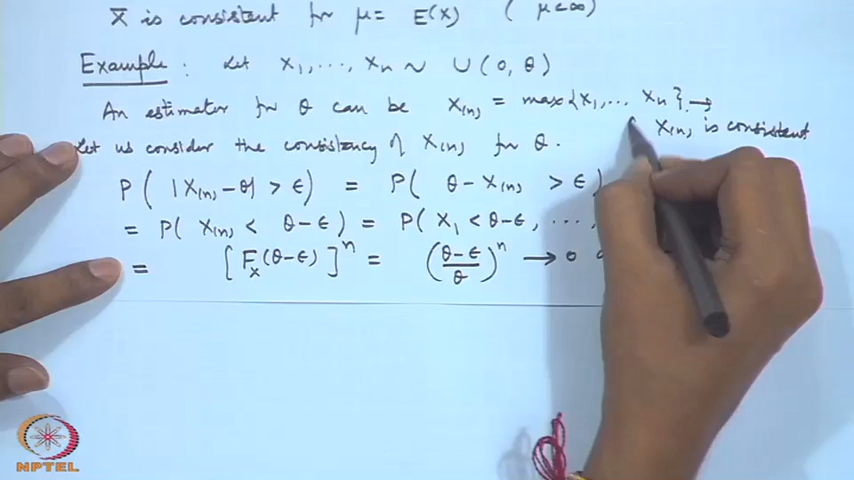 X̄ is consistent for μ = E(X) ( μ<∞)
Example : Let X₁, ..., Xₙ ~ U(0, θ)
An estimator for θ can be X₍ₙ₎ = max{X₁, ... Xₙ} →
X₍ₙ₎ is consistent
Let us consider the consistency of X₍ₙ₎ for θ.
P( |X₍ₙ₎ - θ| > ∈) = P( θ - X₍ₙ₎ > ∈)
= P( X₍ₙ₎ < θ-∈) = P( X₁ < θ-∈, ...,
= [F_X(θ-∈)]ⁿ = ((θ-∈)/θ)ⁿ → 0
NPTEL